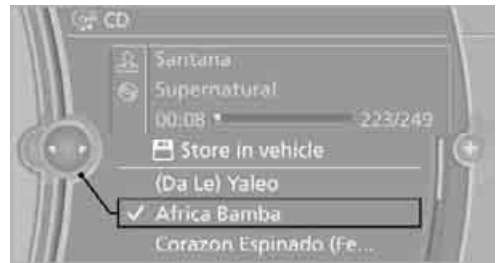 CD
Santana
Supernatural
00:08 223/249
Store in vehicle
(Da Le) Yaleo
Africa Bamba
Corazon Espinado (Fe...